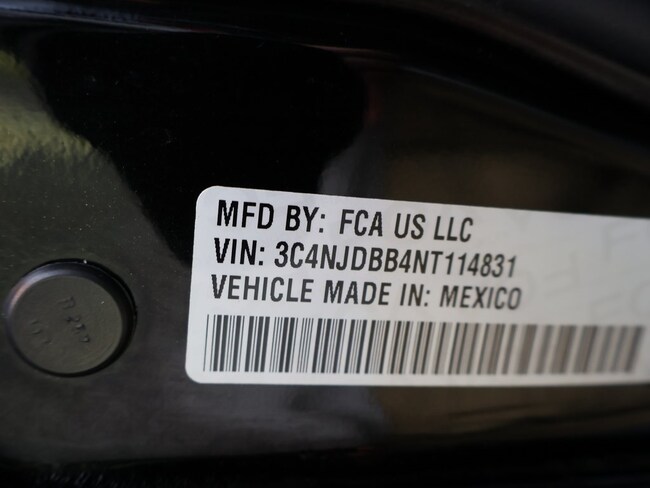 MFD BY: FCA US LLC
VIN: 3C4NJDBB4NT114831
VEHICLE MADE IN: MEXICO